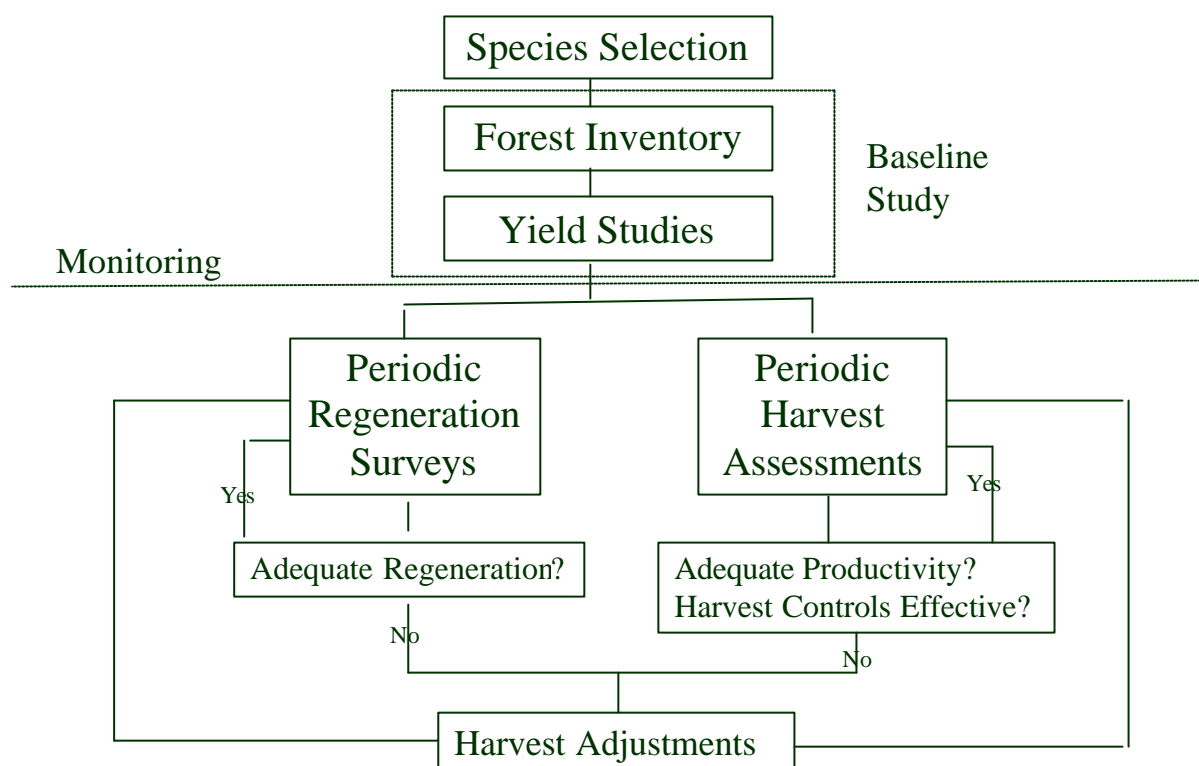 Species Selection
Forest Inventory
Baseline
Study
Yield Studies
Monitoring
Periodic
Regeneration
Surveys
Periodic
Harvest
Assessments
Yes
Yes
Adequate Regeneration?
Adequate Productivity?
Harvest Controls Effective?
No
No
Harvest Adjustments